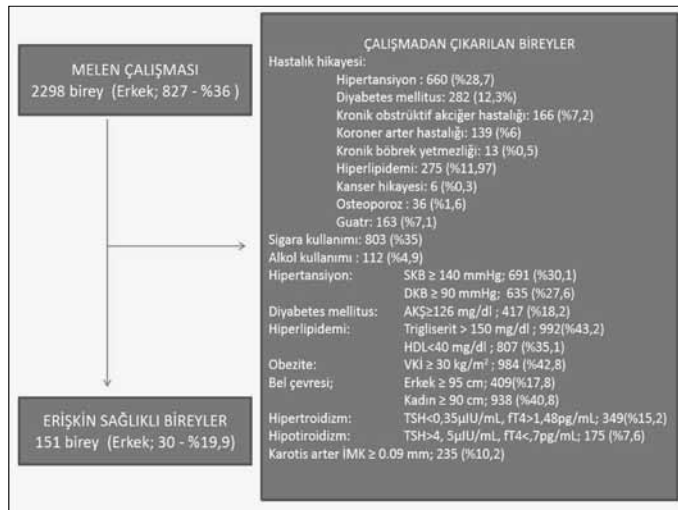 MELEN ÇALIŞMASI
2298 birey (Erkek; 827 - %36 )
ERİŞKİN SAĞLIKLI BİREYLER
151 birey (Erkek; 30 - %19,9)
ÇALIŞMADAN ÇIKARILAN BİREYLER
Hastalık hikayesi:
Hipertansiyon : 660 (%28,7)
Diyabetes mellitus: 282 (12,3%)
Kronik obstrüktif akciğer hastalığı: 166 (%7,2)
Koroner arter hastalığı: 139 (%6)
Kronik böbrek yetmezliği: 13 (%0,5)
Hiperlipidemi: 275 (%11,97)
Kanser hikayesi: 6 (%0,3)
Osteoporoz : 36 (%1,6)
Guatr: 163 (%7,1)
Sigara kullanımı: 803 (%35)
Alkol kullanımı : 112 (%4,9)
Hipertansiyon: SKB ≥ 140 mmHg; 691 (%30,1)
DKB ≥ 90 mmHg; 635 (%27,6)
Diyabetes mellitus: AKŞ≥126 mg/dl ; 417 (%18,2)
Hiperlipidemi: Trigliserit > 150 mg/dl ; 992(%43,2)
HDL<40 mg/dl ; 807 (%35,1)
Obezite: VKİ ≥ 30 kg/m² ; 984 (%42,8)
Bel çevresi; Erkek ≥ 95 cm; 409(%17,8)
Kadın ≥ 90 cm; 938 (%40,8)
Hipertroidizm: TSH<0,35µIU/mL, fT4>1,48pg/mL; 349(%15,2)
Hipotiroidizm: TSH>4, 5µIU/mL, fT4<,7pg/mL; 175 (%7,6)
Karotis arter İMK ≥ 0.09 mm; 235 (%10,2)